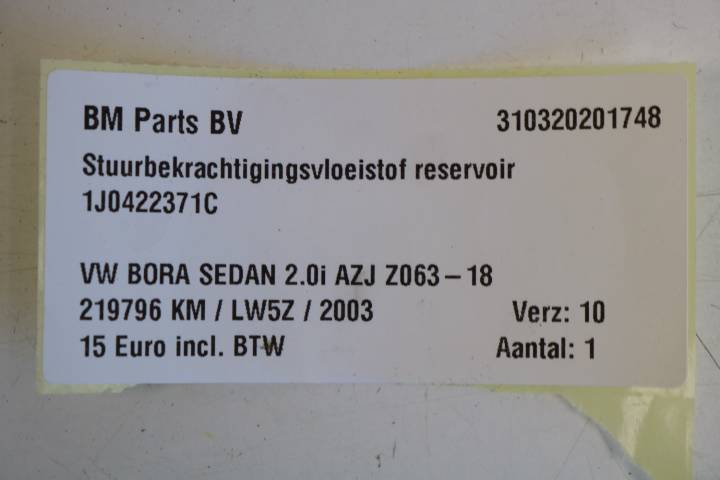 BM Parts BV 310320201748
Stuurbekrachtigingsvloeistof reservoir
1J0422371C
VW BORA SEDAN 2.0i AZJ Z063-18
219796 KM / LW5Z / 2003 Verz: 10
15 Euro incl. BTW Aantal: 1